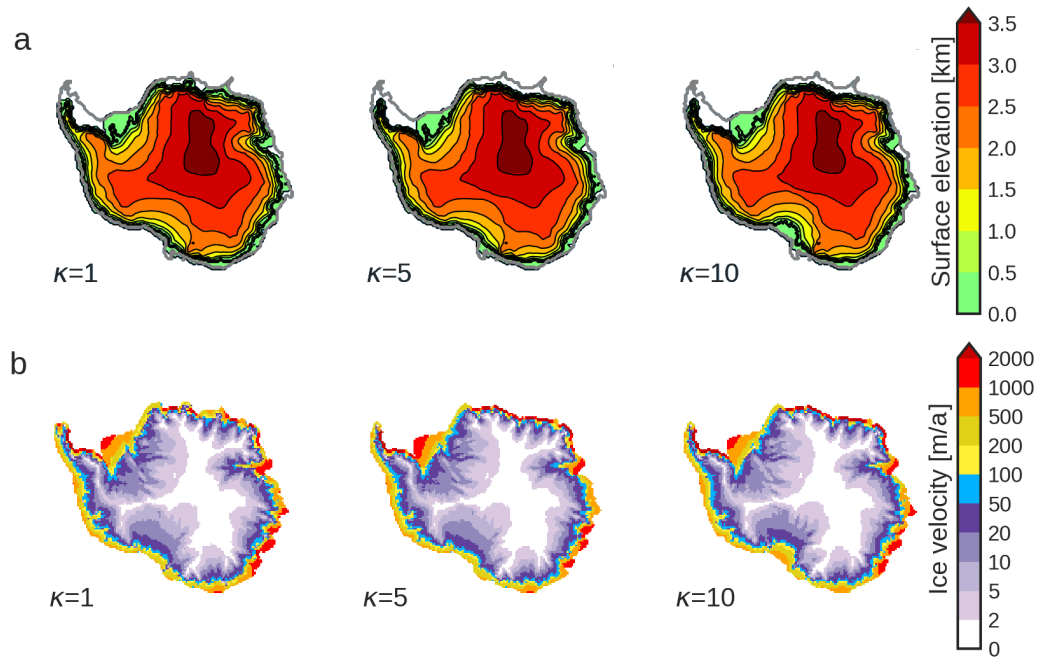 a
κ=1
κ=5
κ=10
Surface elevation [km]
3.5
3.0
2.5
2.0
1.5
1.0
0.5
0.0
b
κ=1
κ=5
κ=10
Ice velocity [m/a]
2000
1000
500
200
100
50
20
10
5
2
0